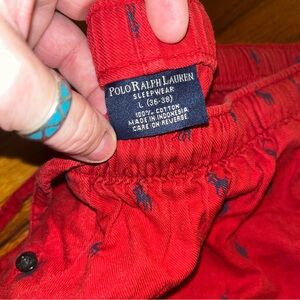 POLO RALPH LAUREN
SLEEPWEAR
L (36-38)
100% COTTON
MADE IN INDONESIA
CARE ON REVERSE